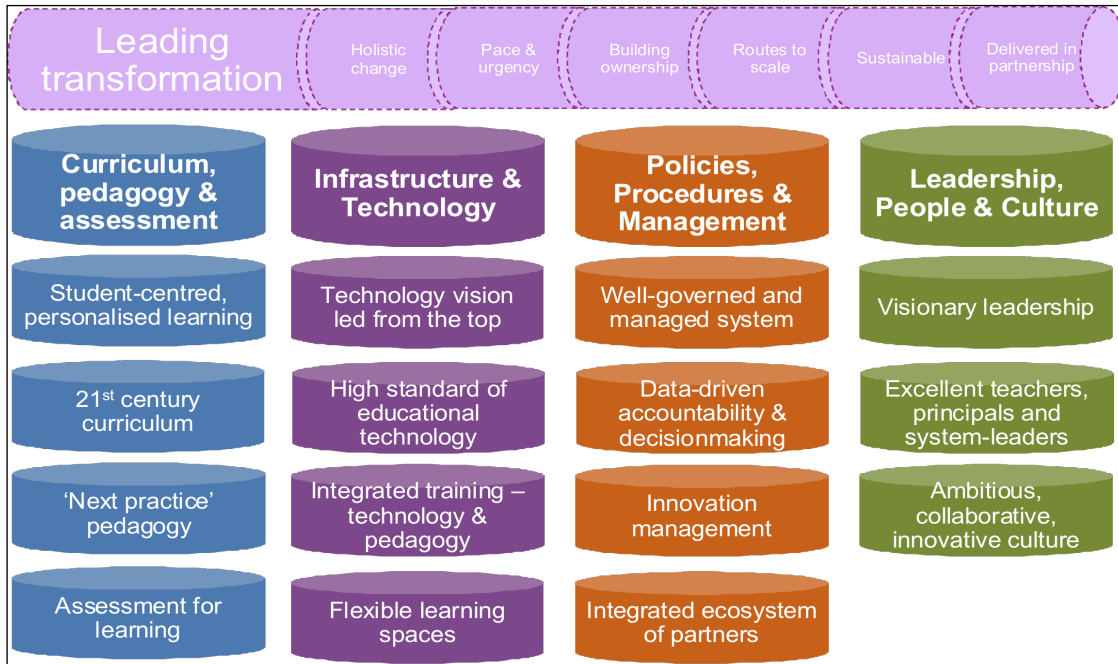 Leading
transformation
Holistic
change
Pace &
urgency
Building
ownership
Routes to
scale
Sustainable
Delivered in
partnership
Curriculum,
pedagogy &
assessment
Student-centred,
personalised learning
21st century
curriculum
‘Next practice’
pedagogy
Assessment for
learning
Infrastructure &
Technology
Technology vision
led from the top
High standard of
educational
technology
Integrated training –
technology &
pedagogy
Flexible learning
spaces
Policies,
Procedures &
Management
Well-governed and
managed system
Data-driven
accountability &
decisionmaking
Innovation
management
Integrated ecosystem
of partners
Leadership,
People & Culture
Visionary leadership
Excellent teachers,
principals and
system-leaders
Ambitious,
collaborative,
innovative culture